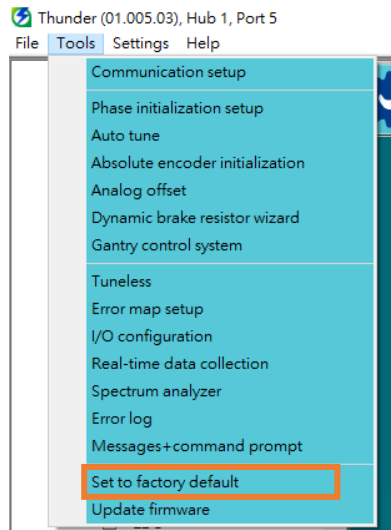 Thunder (01.005.03), Hub 1, Port 5
File Tools Settings Help
Communication setup
Phase initialization setup
Auto tune
Absolute encoder initialization
Analog offset
Dynamic brake resistor wizard
Gantry control system
Tuneless
Error map setup
I/O configuration
Real-time data collection
Spectrum analyzer
Error log
Messages+command prompt
Set to factory default
Update firmware